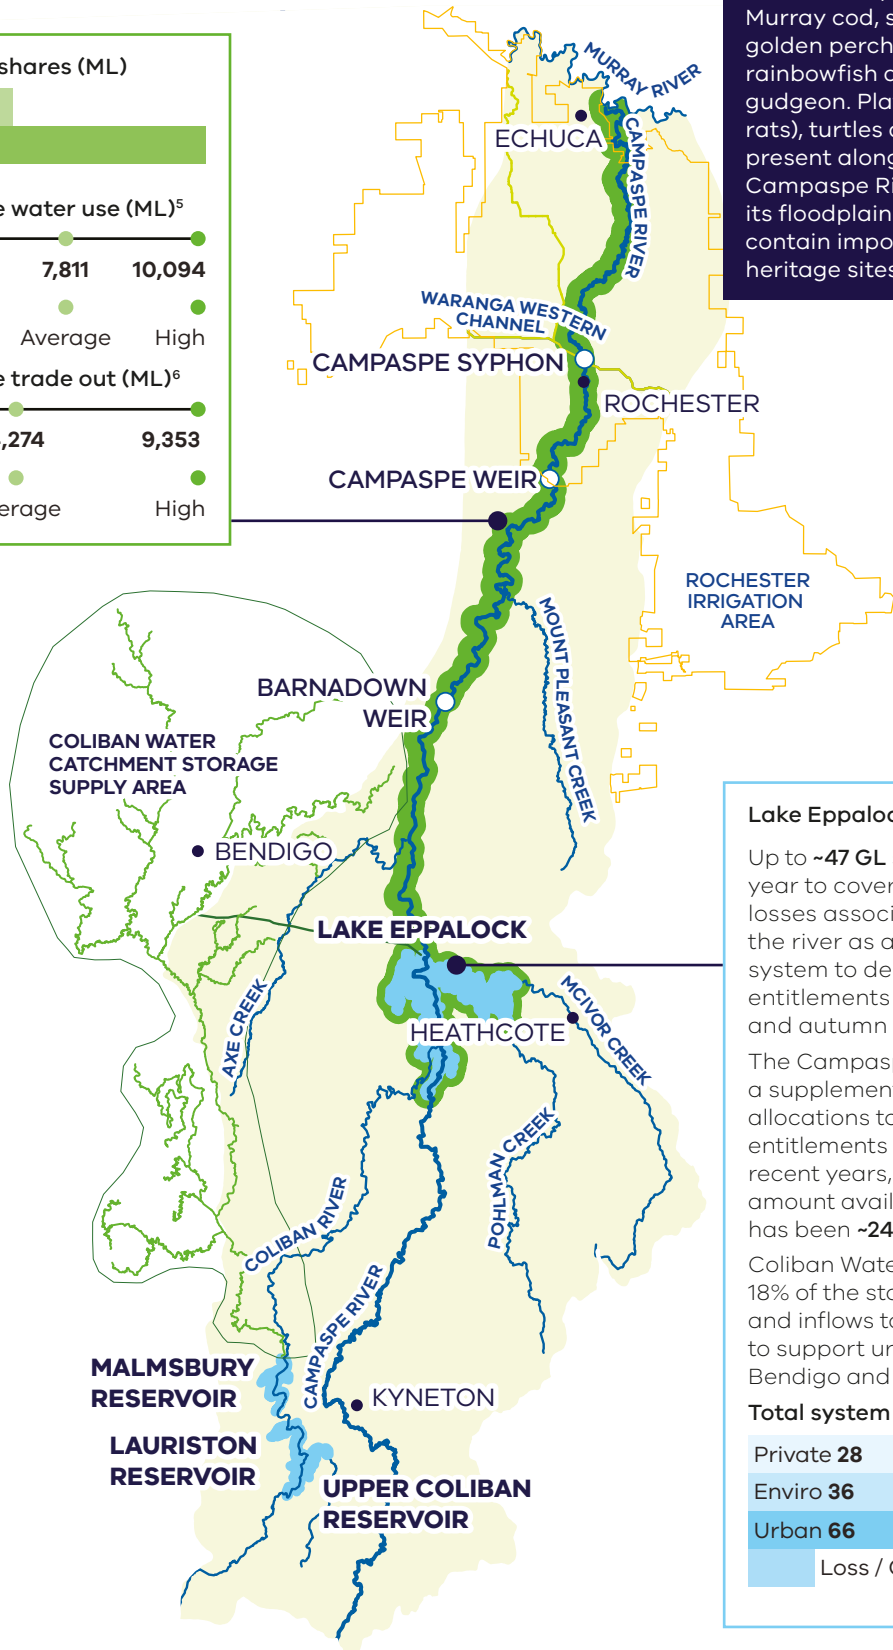 shares (ML)
e water use (ML)⁵
7,811 10,094
Average High
e trade out (ML)⁶
,274 9,353
erage High
Murray cod, s
golden perch
rainbowfish
gudgeon. Pla
rats), turtles
present along
Campaspe Ri
its floodplain
contain impo
heritage sites
MURRAY RIVER
ECHUCA
CAMPASPE RIVER
WARANGA WESTERN
CHANNEL
CAMPASPE SYPHON
ROCHESTER
CAMPASPE WEIR
ROCHESTER
IRRIGATION
AREA
MOUNT PLEASANT CREEK
BARNADOWN
WEIR
COLIBAN WATER
CATCHMENT STORAGE
SUPPLY AREA
BENDIGO
LAKE EPPALOCK
AXE CREEK
HEATHCOTE
MCIVOR CREEK
POHLMAN CREEK
COLIBAN RIVER
CAMPASPE RIVER
MALMSBURY
RESERVOIR
KYNETON
LAURISTON
RESERVOIR
UPPER COLIBAN
RESERVOIR
Lake Eppaloc
Up to ~47 GL
year to cover
losses associ
the river as a
system to de
entitlements
and autumn
The Campasp
a supplement
allocations to
entitlements
recent years,
amount avail
has been ~24
Coliban Wate
18% of the sto
and inflows to
to support ur
Bendigo and
Total system
Private 28
Enviro 36
Urban 66
Loss /